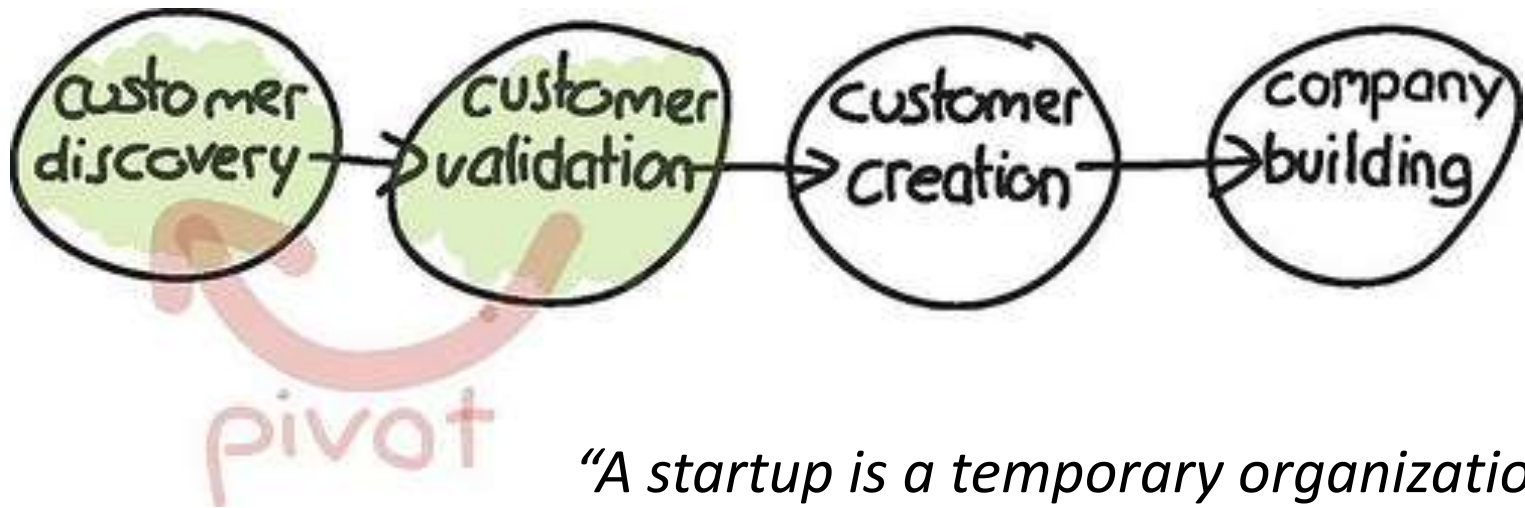 customer
discovery
customer
validation
customer
creation
company
building
pivot
“A startup is a temporary organizatio